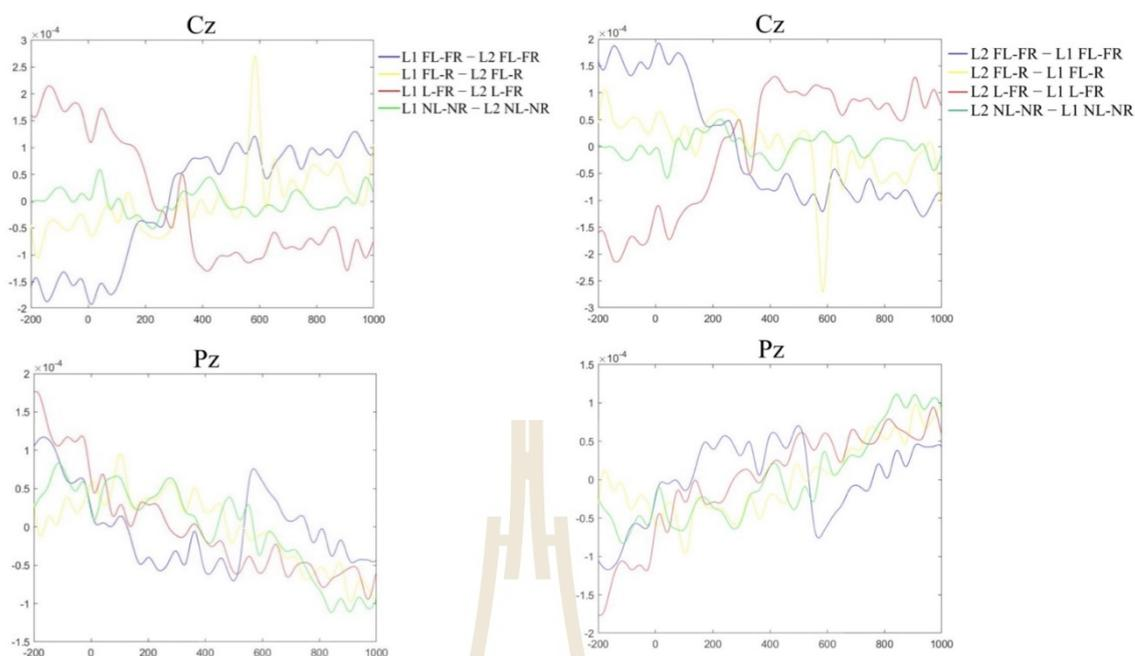 Cz
×10⁻⁴
3
2.5
2
1.5
1
0.5
0
-0.5
-1
-1.5
-2
-200 0 200 400 600 800 1000
L1 FL-FR − L2 FL-FR
L1 FL-R − L2 FL-R
L1 L-FR − L2 L-FR
L1 NL-NR − L2 NL-NR
Cz
×10⁻⁴
2
1.5
1
0.5
0
-0.5
-1
-1.5
-2
-2.5
-3
-200 0 200 400 600 800 1000
L2 FL-FR − L1 FL-FR
L2 FL-R − L1 FL-R
L2 L-FR − L1 L-FR
L2 NL-NR − L1 NL-NR
Pz
×10⁻⁴
2
1.5
1
0.5
0
-0.5
-1
-1.5
-200 0 200 400 600 800 1000
Pz
×10⁻⁴
1.5
1
0.5
0
-0.5
-1
-1.5
-2
-200 0 200 400 600 800 1000